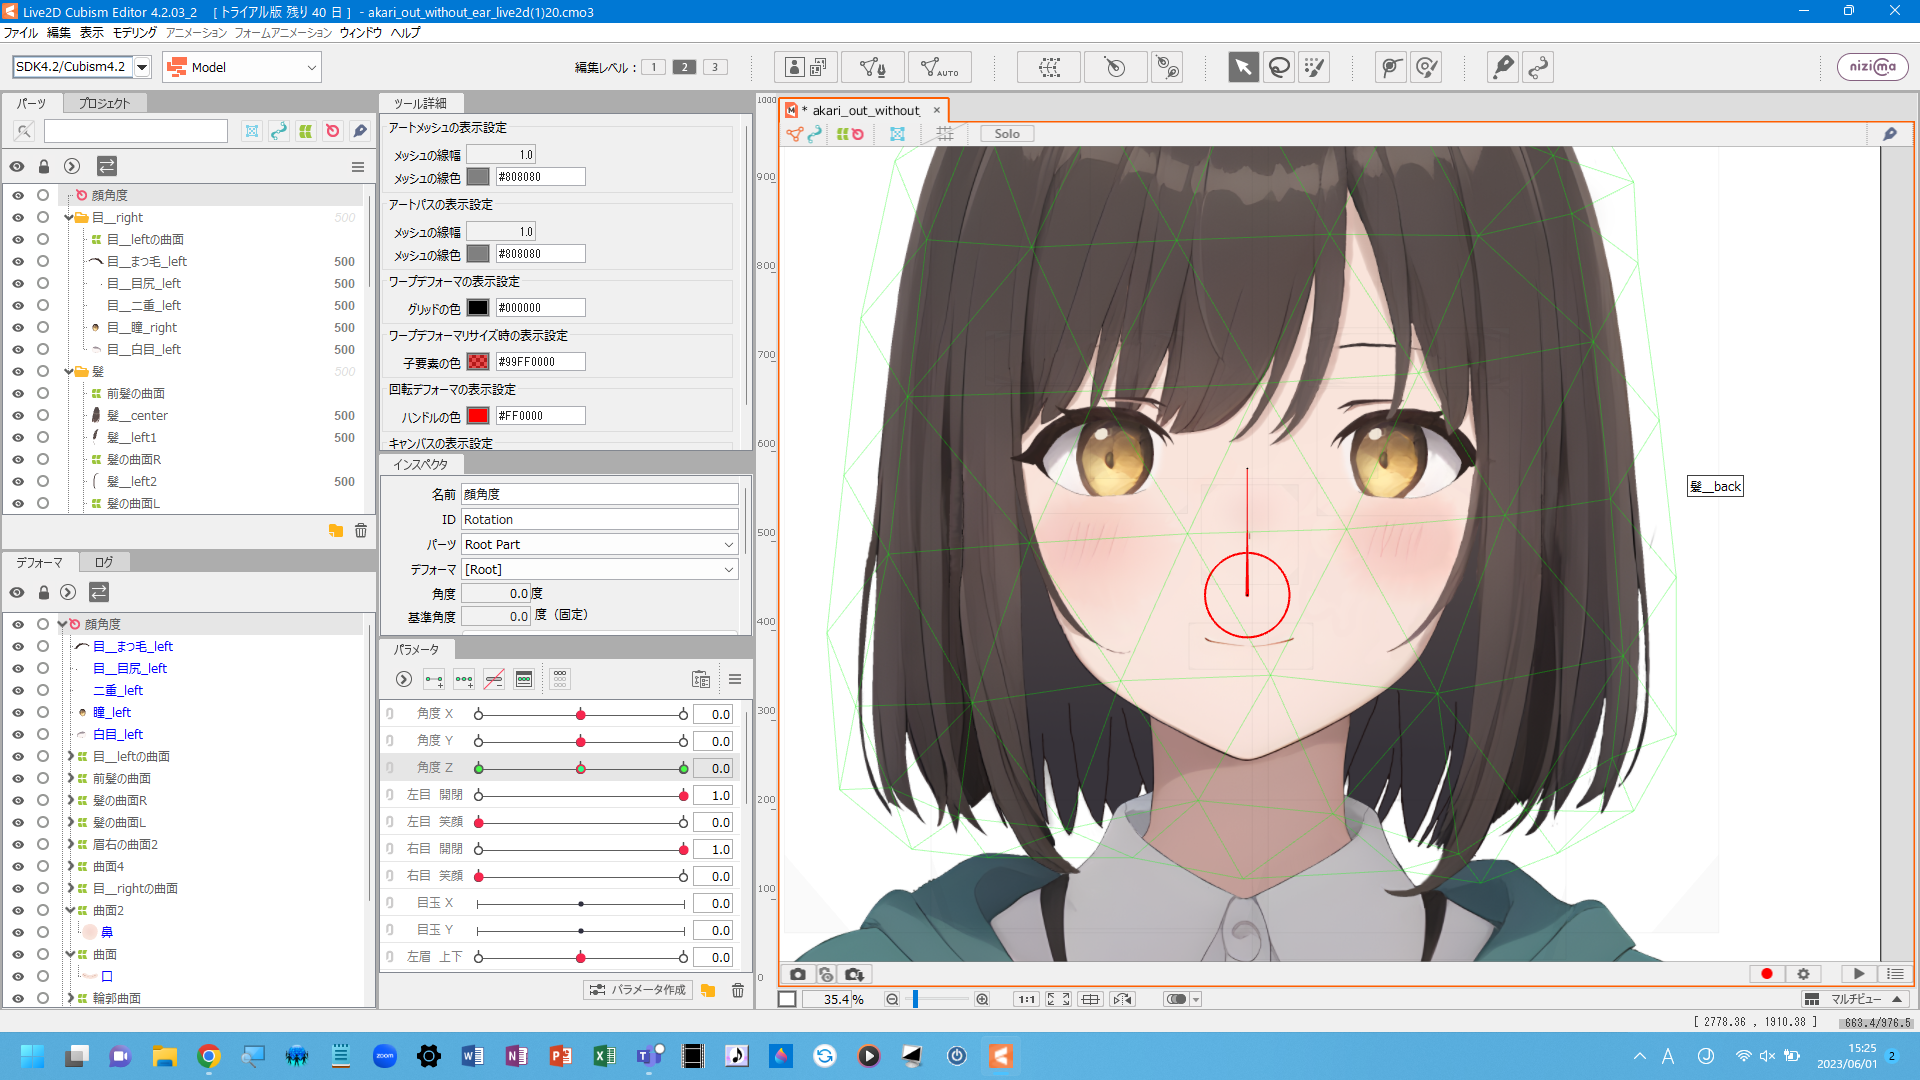 Live2D Cubism Editor 4.2.03_2 [ トライアル版 残り 40 日 ] - akari_out_without_ear_live2d(1)20.cmo3
ファイル 編集 表示 モデリング アニメーション フォームアニメーション ウィンドウ ヘルプ
SDK4.2/Cubism4.2
Model
編集レベル : 1 2 3
AUTO
nizima
パーツ プロジェクト
顔角度
目__right 500
目__leftの曲面
目__まつ毛_left 500
目__目尻_left 500
目__二重_left 500
目__瞳_right 500
目__白目_left 500
髪 500
前髪の曲面
髪__center 500
髪__left1 500
髪の曲面R
髪__left2 500
髪の曲面L
デフォーマ ログ
顔角度
目__まつ毛_left
目__目尻_left
二重_left
瞳_left
白目_left
目__leftの曲面
前髪の曲面
髪の曲面R
髪の曲面L
眉右の曲面2
曲面4
目__rightの曲面
曲面2
鼻
曲面
口
輪郭曲面
ツール詳細
アートメッシュの表示設定
メッシュの線幅 1.0
メッシュの線色 #808080
アートパスの表示設定
メッシュの線幅 1.0
メッシュの線色 #808080
ワープデフォーマの表示設定
グリッドの色 #000000
ワープデフォーマリサイズ時の表示設定
子要素の色 #99FF0000
回転デフォーマの表示設定
ハンドルの色 #FF0000
キャンバスの表示設定
インスペクタ
名前 顔角度
ID Rotation
パーツ Root Part
デフォーマ [Root]
角度 0.0 度
基準角度 0.0 度（固定）
パラメータ
角度 X 0.0
角度 Y 0.0
角度 Z 0.0
左目 開閉 1.0
左目 笑顔 0.0
右目 開閉 1.0
右目 笑顔 0.0
目玉 X 0.0
目玉 Y 0.0
左眉 上下 0.0
パラメータ作成
* akari_out_without_ ×
Solo
1000
900
800
700
600
500
400
300
200
100
0
髪__back
35.4 %
1:1
マルチビュー
[ 2778.36 , 1910.38 ]
663.4/976.5
zoom
A
15:25
2023/06/01
2